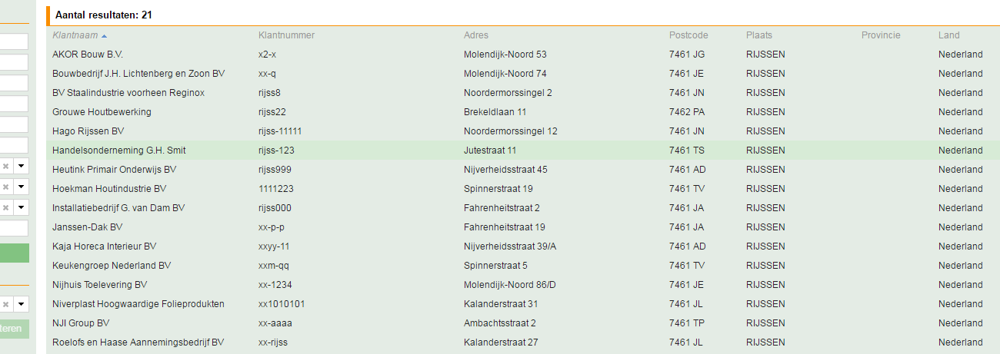 Aantal resultaten: 21
Klantnaam Klantnummer Adres Postcode Plaats Provincie Land
AKOR Bouw B.V. x2-x Molendijk-Noord 53 7461 JG RIJSSEN Nederland
Bouwbedrijf J.H. Lichtenberg en Zoon BV xx-q Molendijk-Noord 74 7461 JE RIJSSEN Nederland
BV Staalindustrie voorheen Reginox rijss8 Noordermorssingel 2 7461 JN RIJSSEN Nederland
Grouwe Houtbewerking rijss22 Brekeldlaan 11 7462 PA RIJSSEN Nederland
Hago Rijssen BV rijss-11111 Noordermorssingel 12 7461 JN RIJSSEN Nederland
Handelsonderneming G.H. Smit rijss-123 Jutestraat 11 7461 TS RIJSSEN Nederland
Heutink Primair Onderwijs BV rijss999 Nijverheidsstraat 45 7461 AD RIJSSEN Nederland
Hoekman Houtindustrie BV 1111223 Spinnerstraat 19 7461 TV RIJSSEN Nederland
Installatiebedrijf G. van Dam BV rijss000 Fahrenheitstraat 2 7461 JA RIJSSEN Nederland
Janssen-Dak BV xx-p-p Fahrenheitstraat 19 7461 JA RIJSSEN Nederland
Kaja Horeca Interieur BV xxyy-11 Nijverheidsstraat 39/A 7461 AD RIJSSEN Nederland
Keukengroep Nederland BV xxm-qq Spinnerstraat 5 7461 TV RIJSSEN Nederland
Nijhuis Toelevering BV xx-1234 Molendijk-Noord 86/D 7461 JE RIJSSEN Nederland
Niverplast Hoogwaardige Folieprodukten xx1010101 Kalanderstraat 31 7461 JL RIJSSEN Nederland
NJI Group BV xx-aaaa Ambachtsstraat 2 7461 TP RIJSSEN Nederland
teren
Roelofs en Haase Aannemingsbedrijf BV xx-rijss Kalanderstraat 27 7461 JL RIJSSEN Nederland